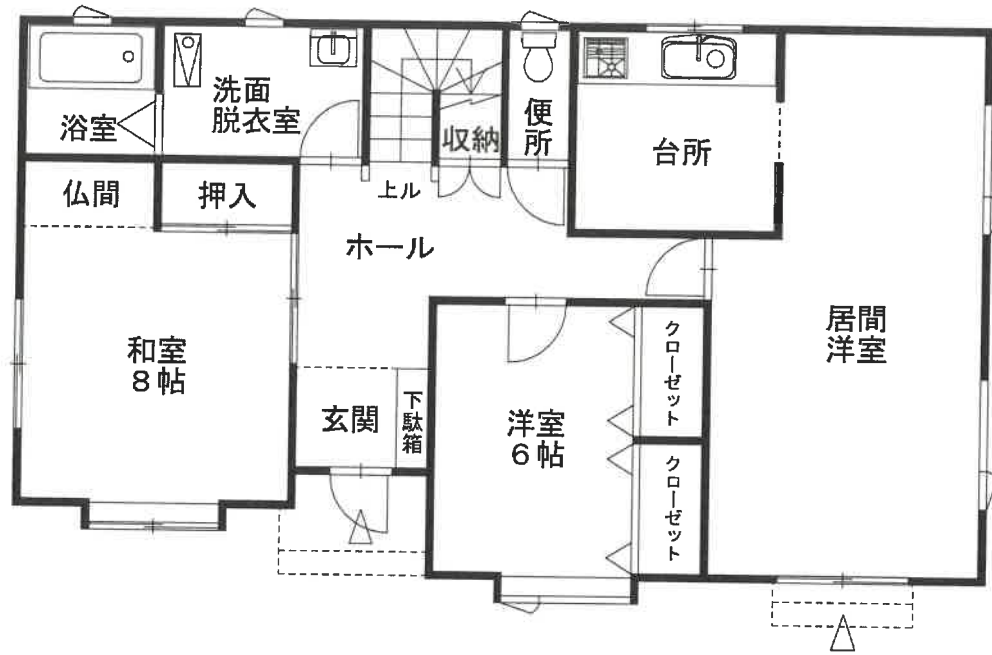 浴室
洗面
脱衣室
収納
便所
台所
仏間
押入
上ル
ホール
和室
8帖
玄関
下駄箱
洋室
6帖
クローゼット
クローゼット
居間
洋室